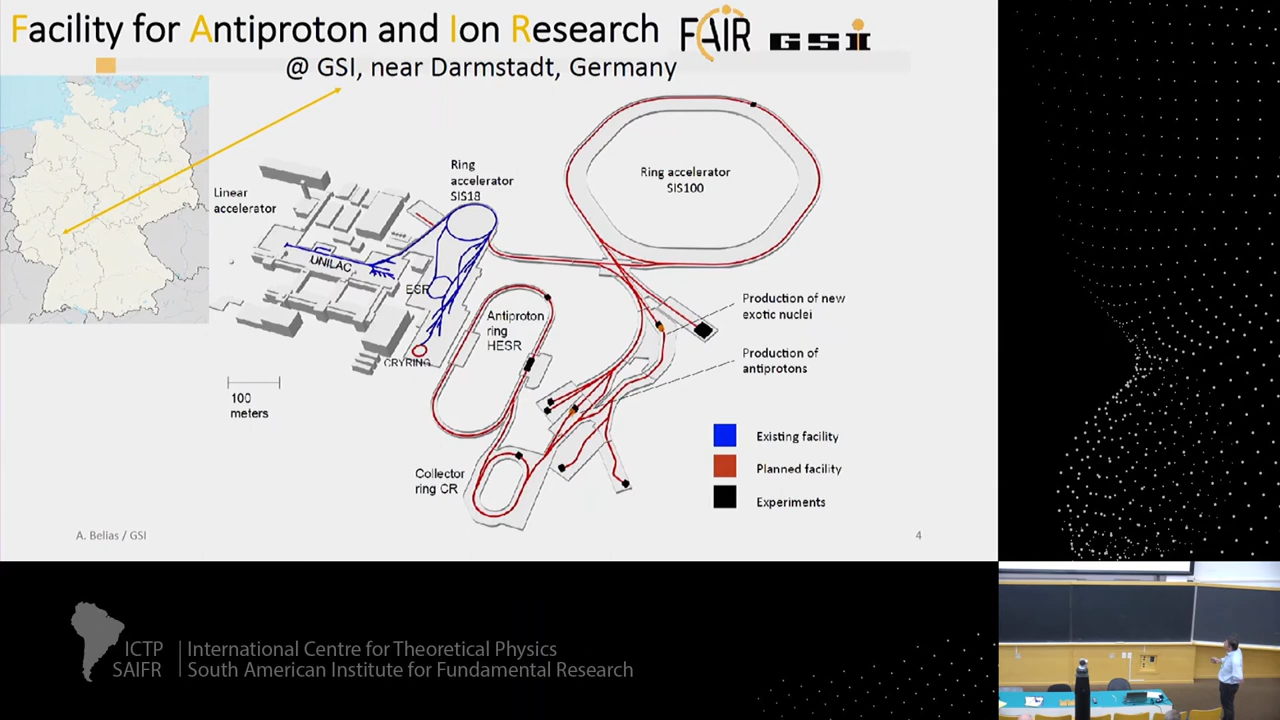 Facility for Antiproton and Ion Research
FAIR GSI
@ GSI, near Darmstadt, Germany
Linear
accelerator
Ring
accelerator
SIS18
Ring accelerator
SIS100
UNILAC
ESR
CRYRING
Antiproton
ring
HESR
Production of new
exotic nuclei
Production of
antiprotons
100
meters
Collector
ring CR
Existing facility
Planned facility
Experiments
A. Belias / GSI
4
ICTP
SAIFR
International Centre for Theoretical Physics
South American Institute for Fundamental Research